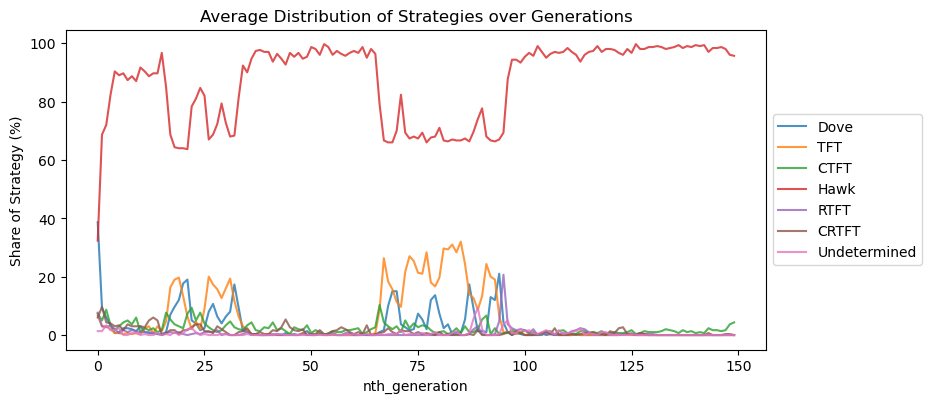 Average Distribution of Strategies over Generations
Share of Strategy (%)
100
80
60
40
20
0
0 25 50 75 100 125 150
nth_generation
Dove
TFT
CTFT
Hawk
RTFT
CRTFT
Undetermined